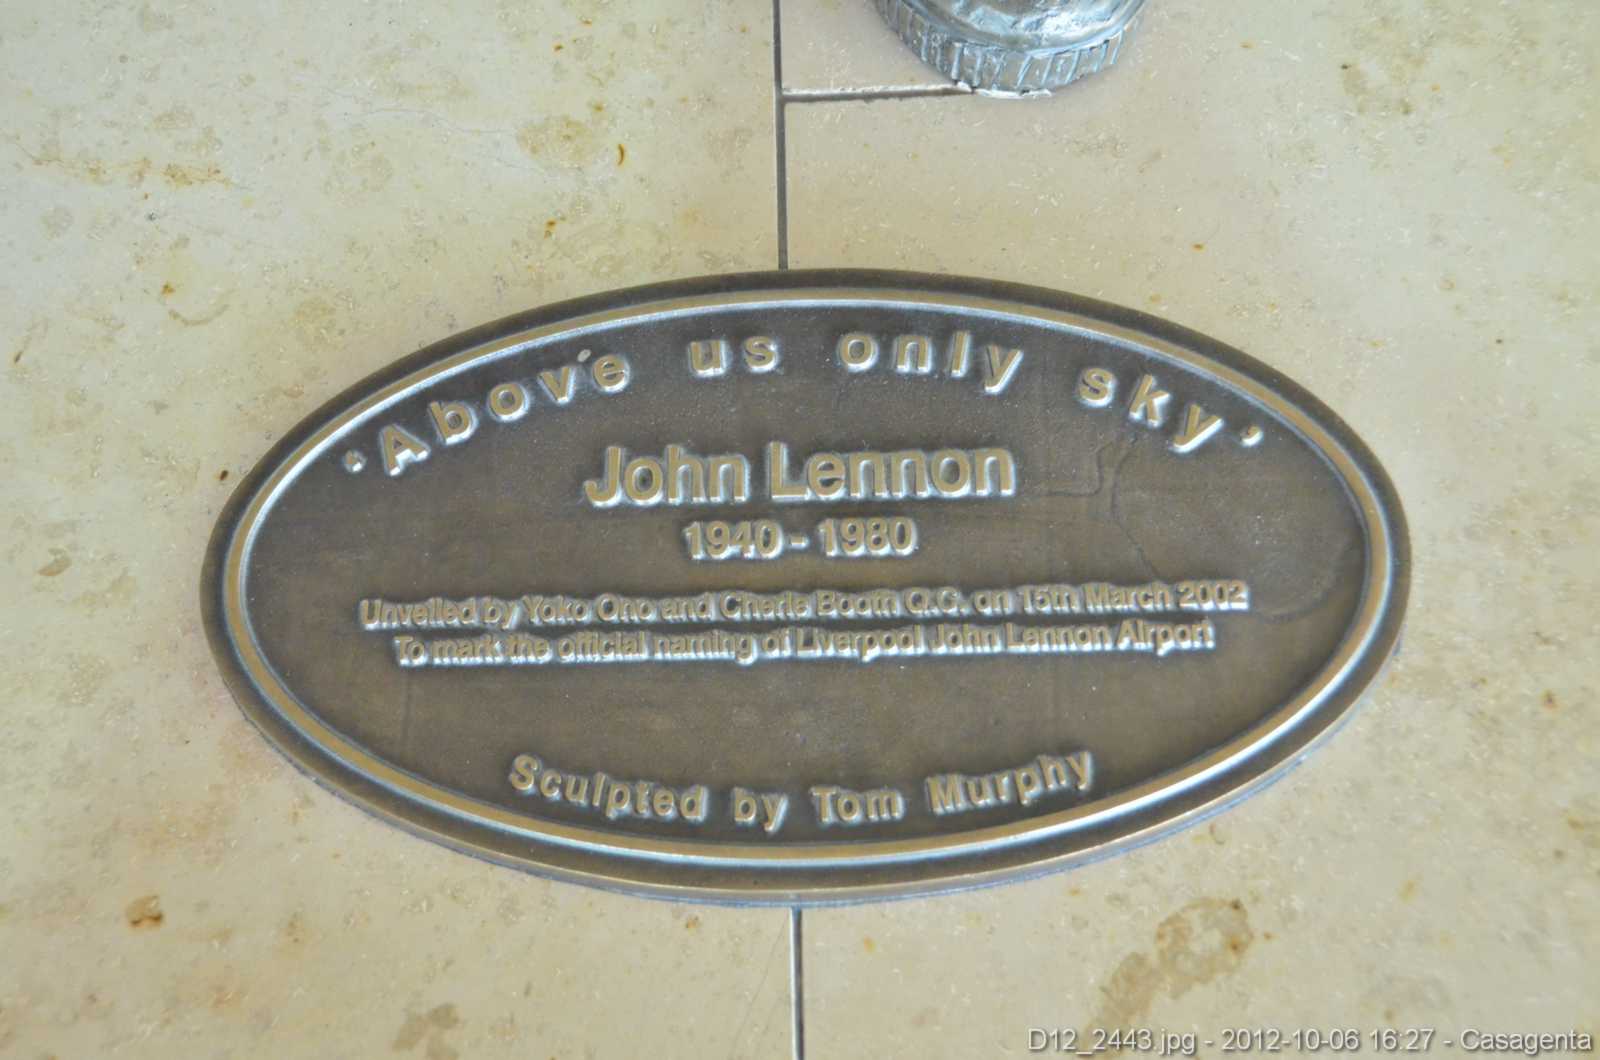 ‘Above us only sky’
John Lennon
1940 - 1980
Unveiled by Yoko Ono and Cherie Booth Q.C. on 15th March 2002
To mark the official naming of Liverpool John Lennon Airport
Sculpted by Tom Murphy
D12_2443.jpg - 2012-10-06 16:27 - Casagenta